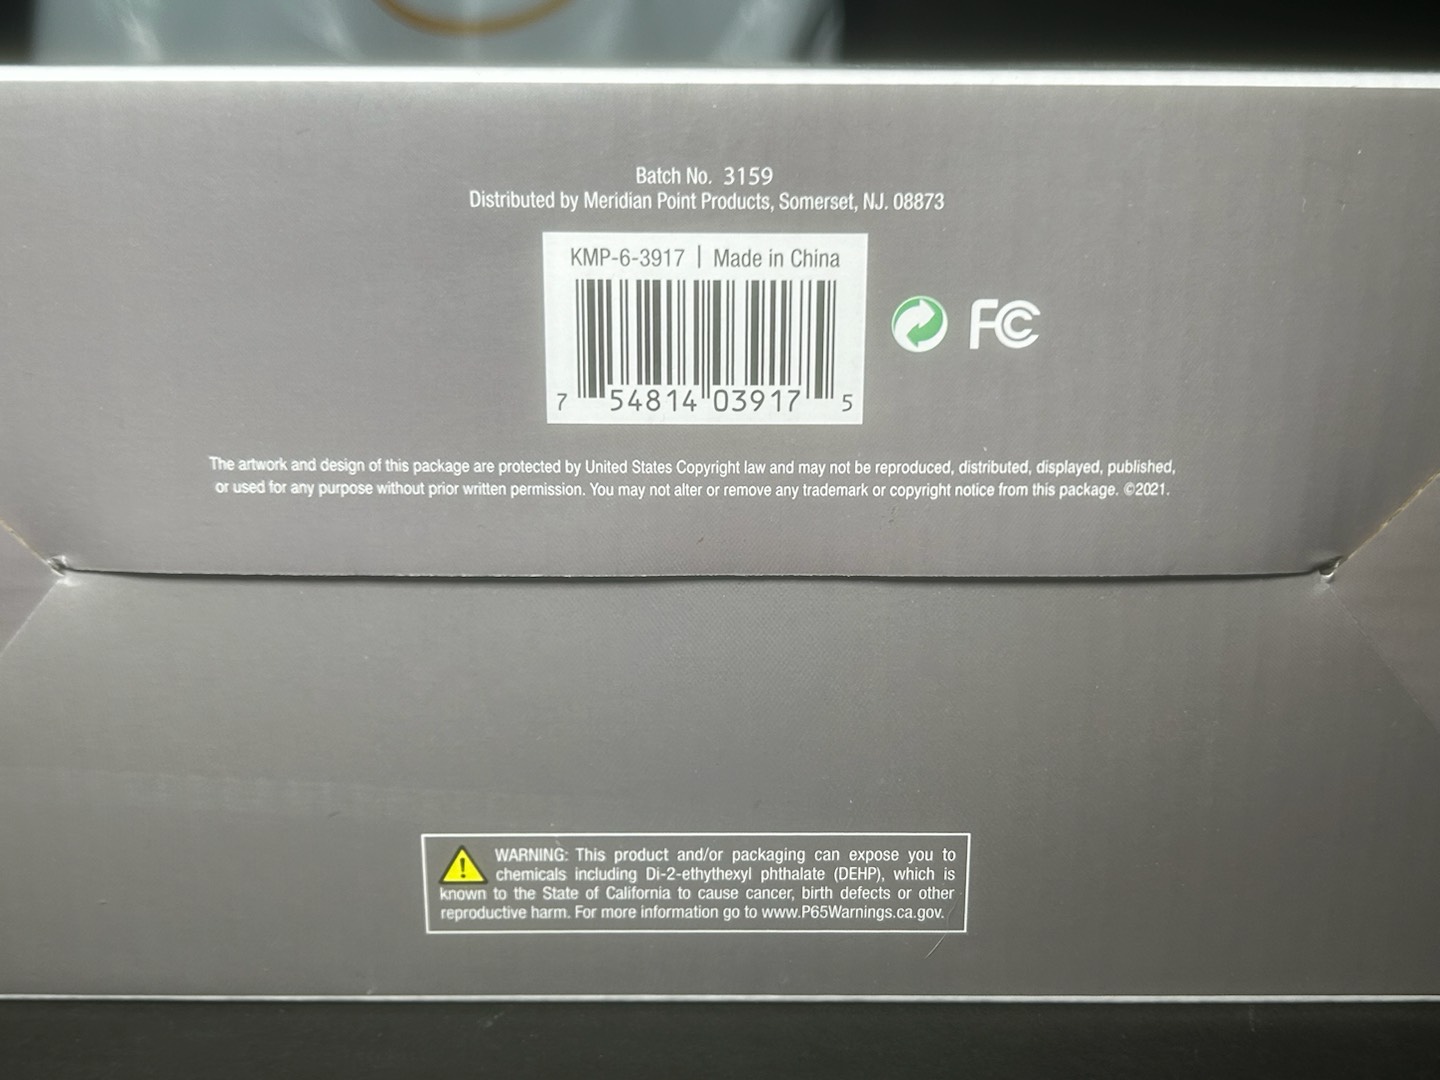 Batch No. 3159
Distributed by Meridian Point Products, Somerset, NJ. 08873
KMP-6-3917 | Made in China
7 54814 03917 5
FC
The artwork and design of this package are protected by United States Copyright law and may not be reproduced, distributed, displayed, published,
or used for any purpose without prior written permission. You may not alter or remove any trademark or copyright notice from this package. ©2021.
WARNING: This product and/or packaging can expose you to
chemicals including Di-2-ethythexyl phthalate (DEHP), which is
known to the State of California to cause cancer, birth defects or other
reproductive harm. For more information go to www.P65Warnings.ca.gov.